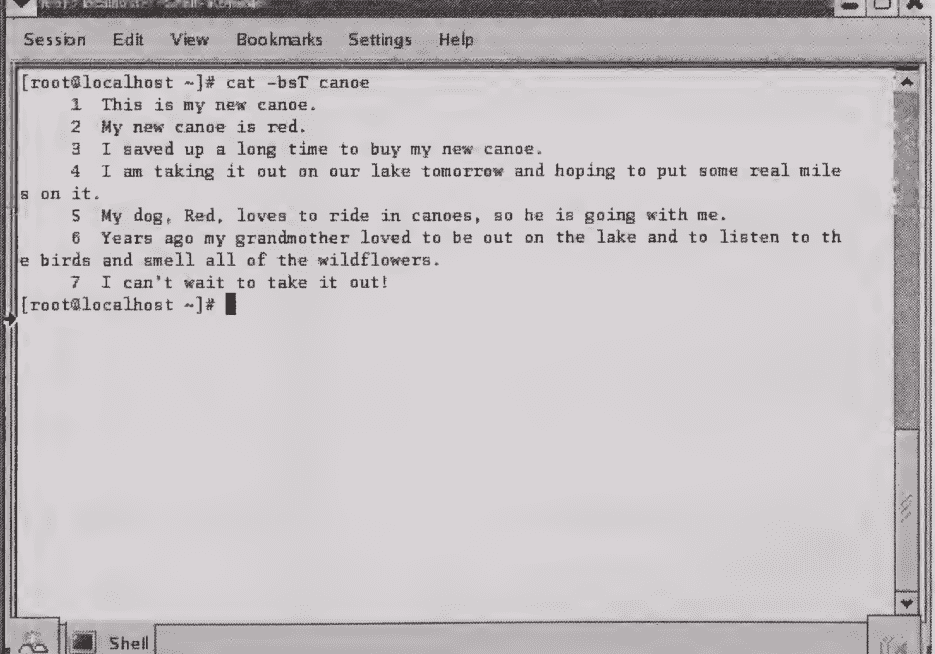 Session Edit View Bookmarks Settings Help
[root@localhost ~]# cat -bsT canoe
1 This is my new canoe.
2 My new canoe is red.
3 I saved up a long time to buy my new canoe.
4 I am taking it out on our lake tomorrow and hoping to put some real mile
s on it.
5 My dog, Red, loves to ride in canoes, so he is going with me.
6 Years ago my grandmother loved to be out on the lake and to listen to th
e birds and smell all of the wildflowers.
7 I can't wait to take it out!
[root@localhost ~]#
Shell